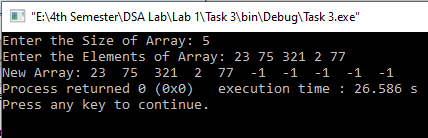 "E:\4th Semester\DSA Lab\Lab 1\Task 3\bin\Debug\Task 3.exe"
Enter the Size of Array: 5
Enter the Elements of Array: 23 75 321 2 77
New Array: 23  75  321  2  77  -1  -1  -1  -1  -1
Process returned 0 (0x0)   execution time : 26.586 s
Press any key to continue.